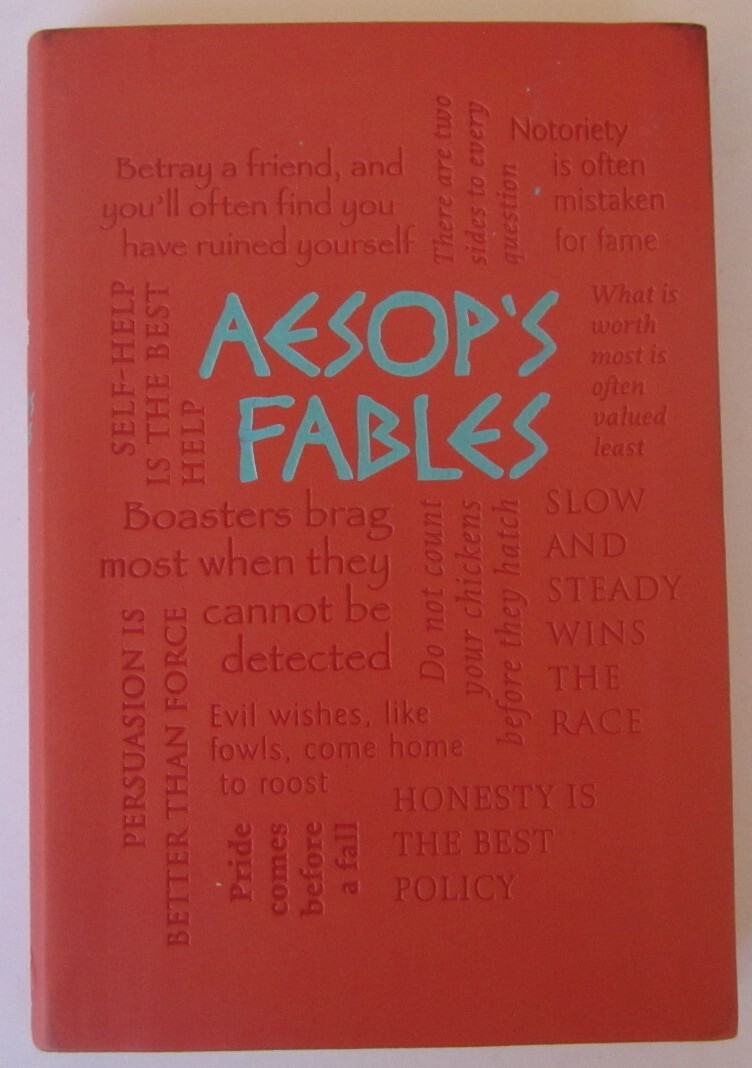 Betray a friend, and
you'll often find you
have ruined yourself
There are two
sides to every
question
Notoriety
is often
mistaken
for fame
SELF-HELP
IS THE BEST
HELP
AESOP'S
FABLES
What is
worth
most is
often
valued
least
Boasters brag
most when they
cannot be
detected
Do not count
your chickens
before they hatch
SLOW
AND
STEADY
WINS
THE
RACE
PERSUASION IS
BETTER THAN FORCE
Evil wishes, like
fowls, come home
to roost
Pride
comes
before
a fall
HONESTY IS
THE BEST
POLICY